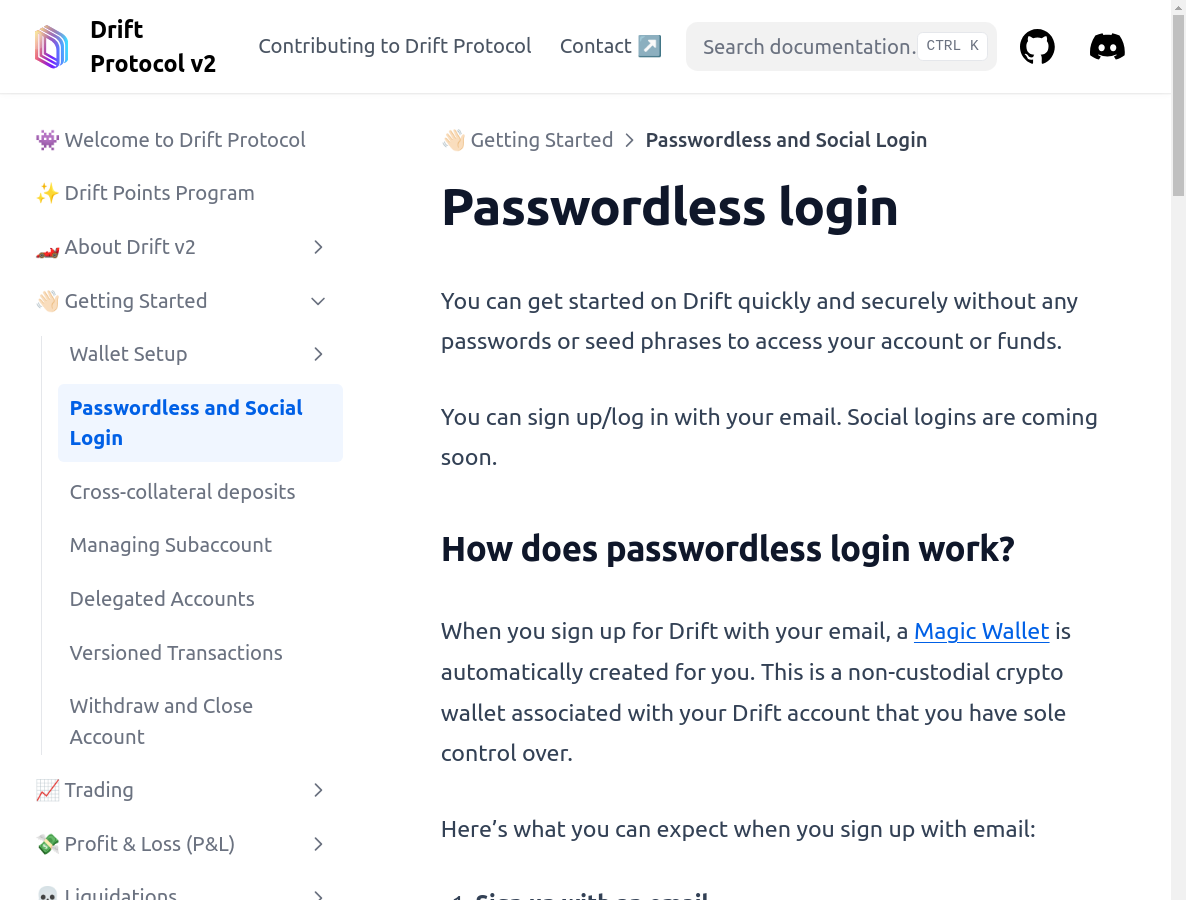 Drift
Protocol v2
Contributing to Drift Protocol
Contact ↗️
Search documentation.
CTRL K
👾 Welcome to Drift Protocol
✨ Drift Points Program
🏎️ About Drift v2
👋🏻 Getting Started
Wallet Setup
Passwordless and Social
Login
Cross-collateral deposits
Managing Subaccount
Delegated Accounts
Versioned Transactions
Withdraw and Close
Account
📈 Trading
💸 Profit & Loss (P&L)
💀 Liquidations
👋🏻 Getting Started > Passwordless and Social Login
Passwordless login
You can get started on Drift quickly and securely without any
passwords or seed phrases to access your account or funds.
You can sign up/log in with your email. Social logins are coming
soon.
How does passwordless login work?
When you sign up for Drift with your email, a Magic Wallet is
automatically created for you. This is a non-custodial crypto
wallet associated with your Drift account that you have sole
control over.
Here’s what you can expect when you sign up with email:
1. Sign up with an email